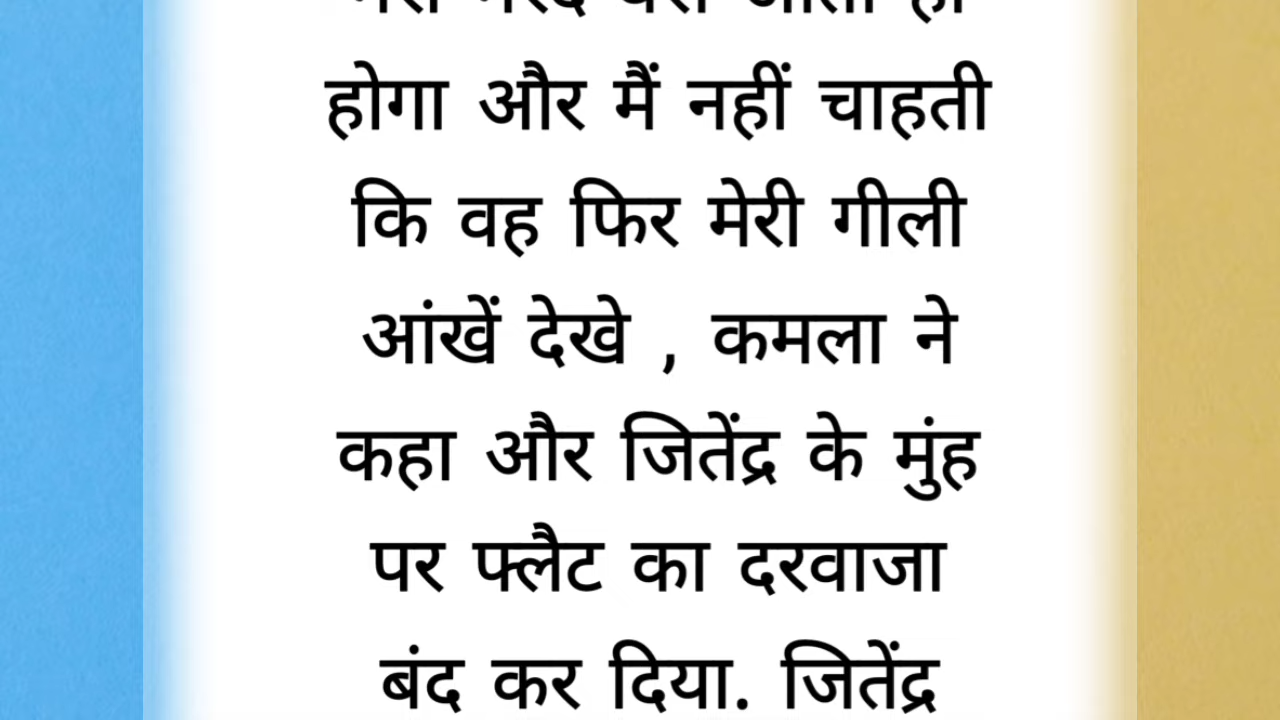 होगा और मैं नहीं चाहती
कि वह फिर मेरी गीली
आंखें देखे , कमला ने
कहा और जितेंद्र के मुंह
पर फ्लैट का दरवाजा
बंद कर दिया. जितेंद्र